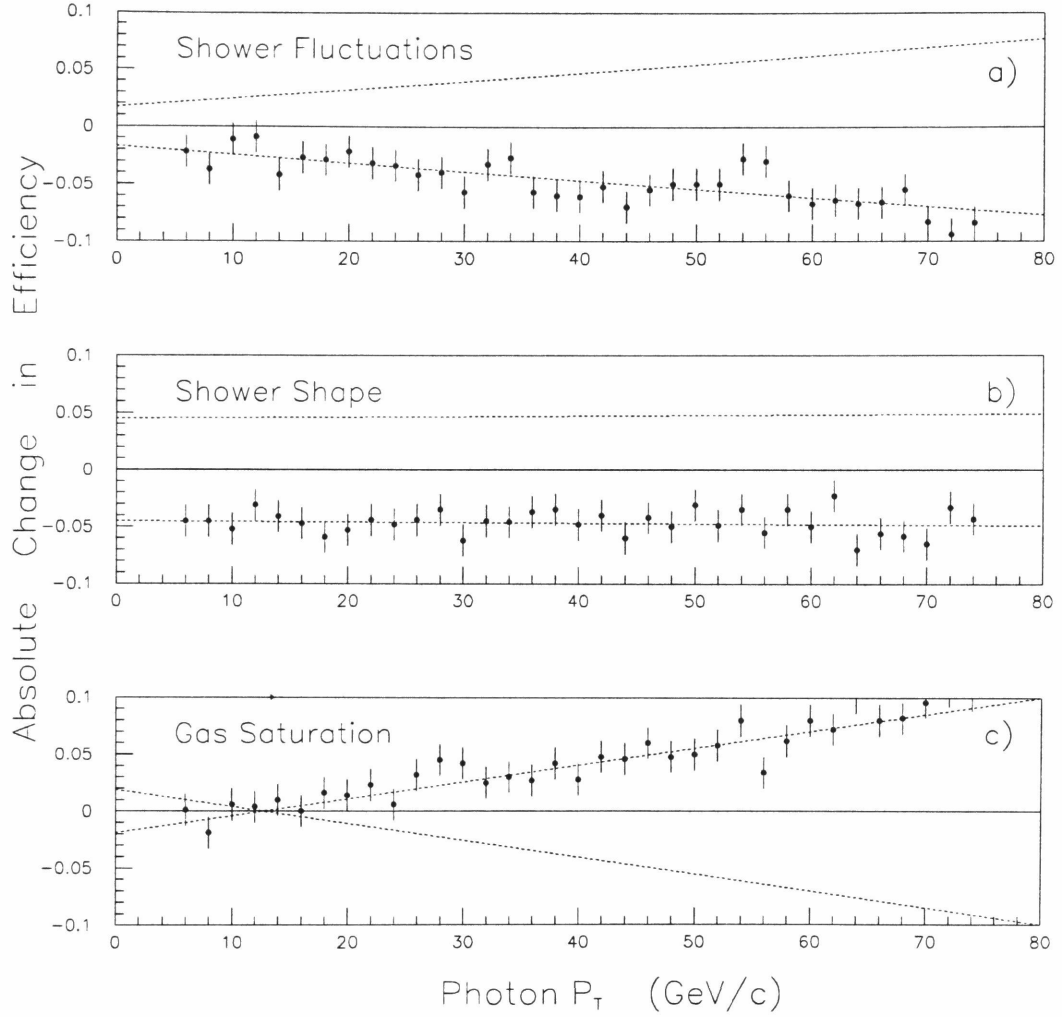 Absolute Change in Efficiency
0.1
0.05
0
-0.05
-0.1
Shower Fluctuations
a)
0 10 20 30 40 50 60 70 80
0.1
0.05
0
-0.05
-0.1
Shower Shape
b)
0 10 20 30 40 50 60 70 80
0.1
0.05
0
-0.05
-0.1
Gas Saturation
c)
0 10 20 30 40 50 60 70 80
Photon P_T (GeV/c)